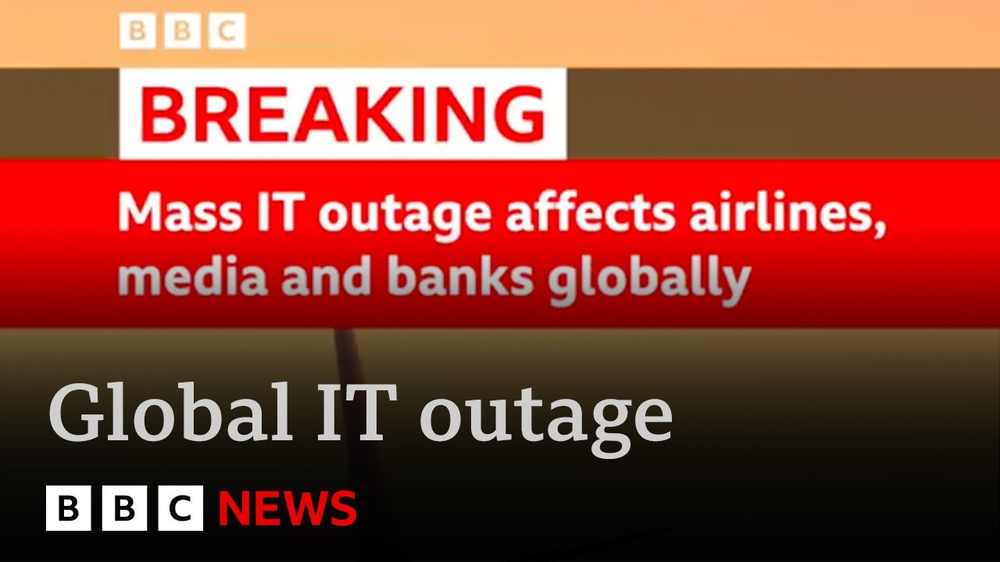 BBC
BREAKING
Mass IT outage affects airlines,
media and banks globally
Global IT outage
BBC NEWS